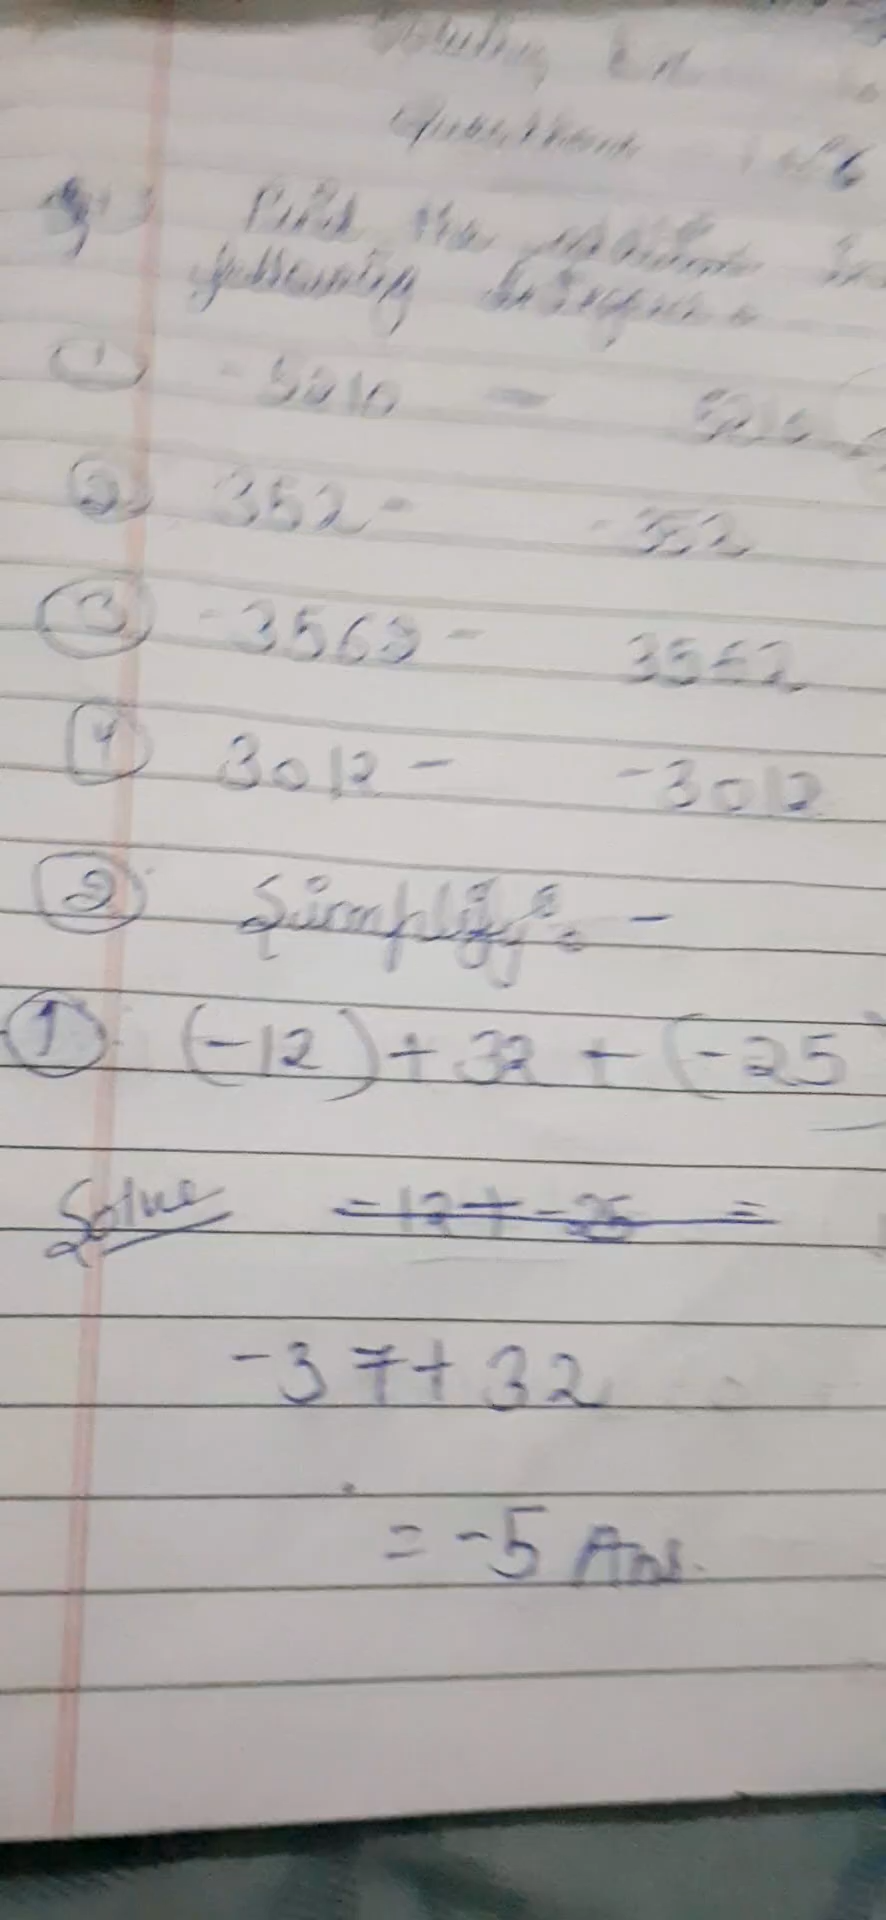 Find the
following integers
① -5210 -
② 352 - -352
③ -3562 - 3562
④ 3012 - -3012
② Simplify: -
① (-12) + 32 + (-25)
Solve = 12 + -25 =
-37 + 32
= -5 Ans.